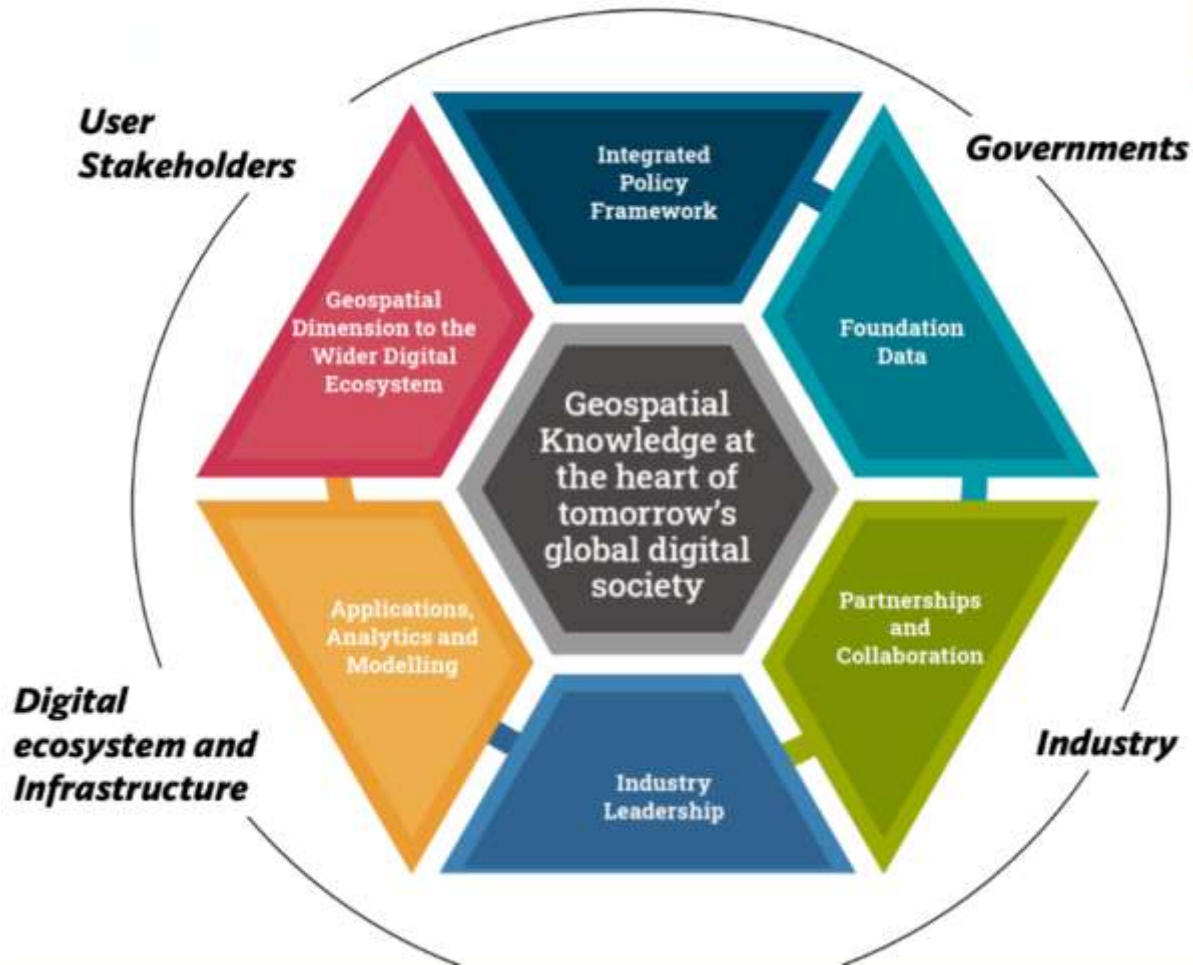 User
Stakeholders
Governments
Integrated
Policy
Framework
Geospatial
Dimension to the
Wider Digital
Ecosystem
Foundation
Data
Geospatial
Knowledge at
the heart of
tomorrow's
global digital
society
Applications,
Analytics and
Modelling
Partnerships
and
Collaboration
Digital
ecosystem and
Infrastructure
Industry
Industry
Leadership